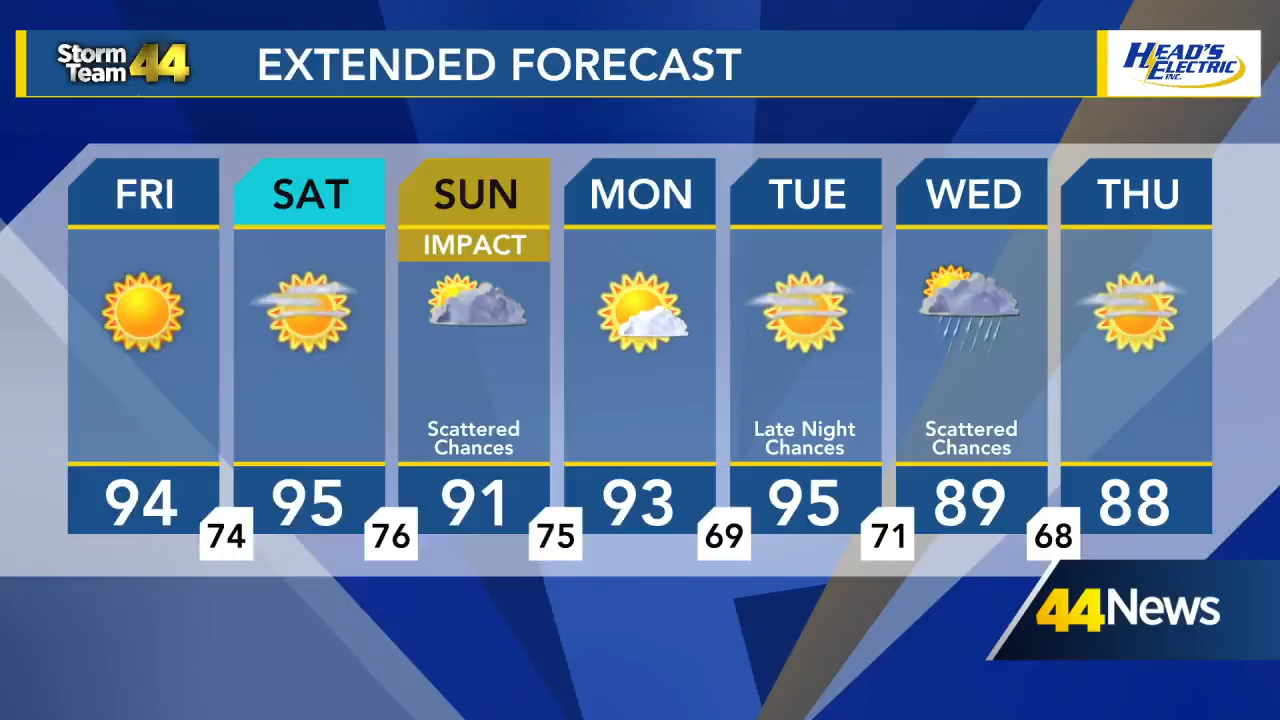 Storm
Team 44
EXTENDED FORECAST
HEAD'S
ELECTRIC
INC.
FRI
SAT
SUN
MON
TUE
WED
THU
IMPACT
Scattered
Chances
Late Night
Chances
Scattered
Chances
94
95
91
93
95
89
88
74
76
75
69
71
68
44News